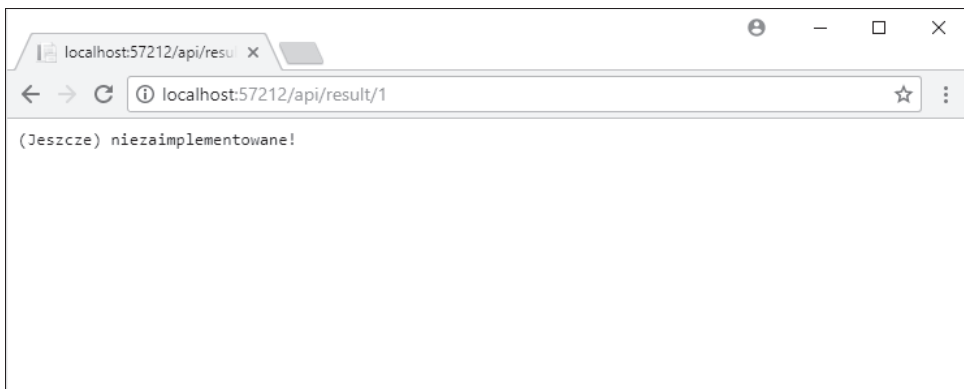 localhost:57212/api/resu
localhost:57212/api/result/1
(Jeszcze) niezaimplementowane!